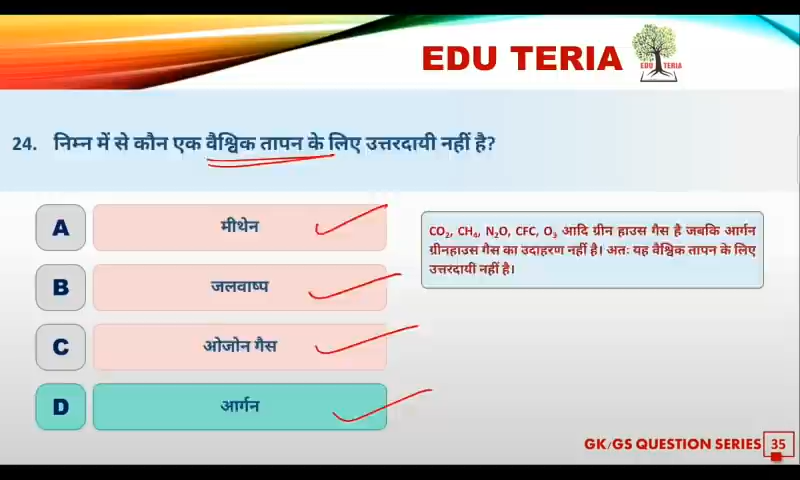 EDU TERIA
EDU TERIA
24. निम्न में से कौन एक वैश्विक तापन के लिए उत्तरदायी नहीं है?
A मीथेन
B जलवाष्प
C ओजोन गैस
D आर्गन
CO₂, CH₄, N₂O, CFC, O₃ आदि ग्रीन हाउस गैस है जबकि आर्गन
ग्रीनहाउस गैस का उदाहरण नहीं है। अतः यह वैश्विक तापन के लिए
उत्तरदायी नहीं है।
GK/GS QUESTION SERIES 35